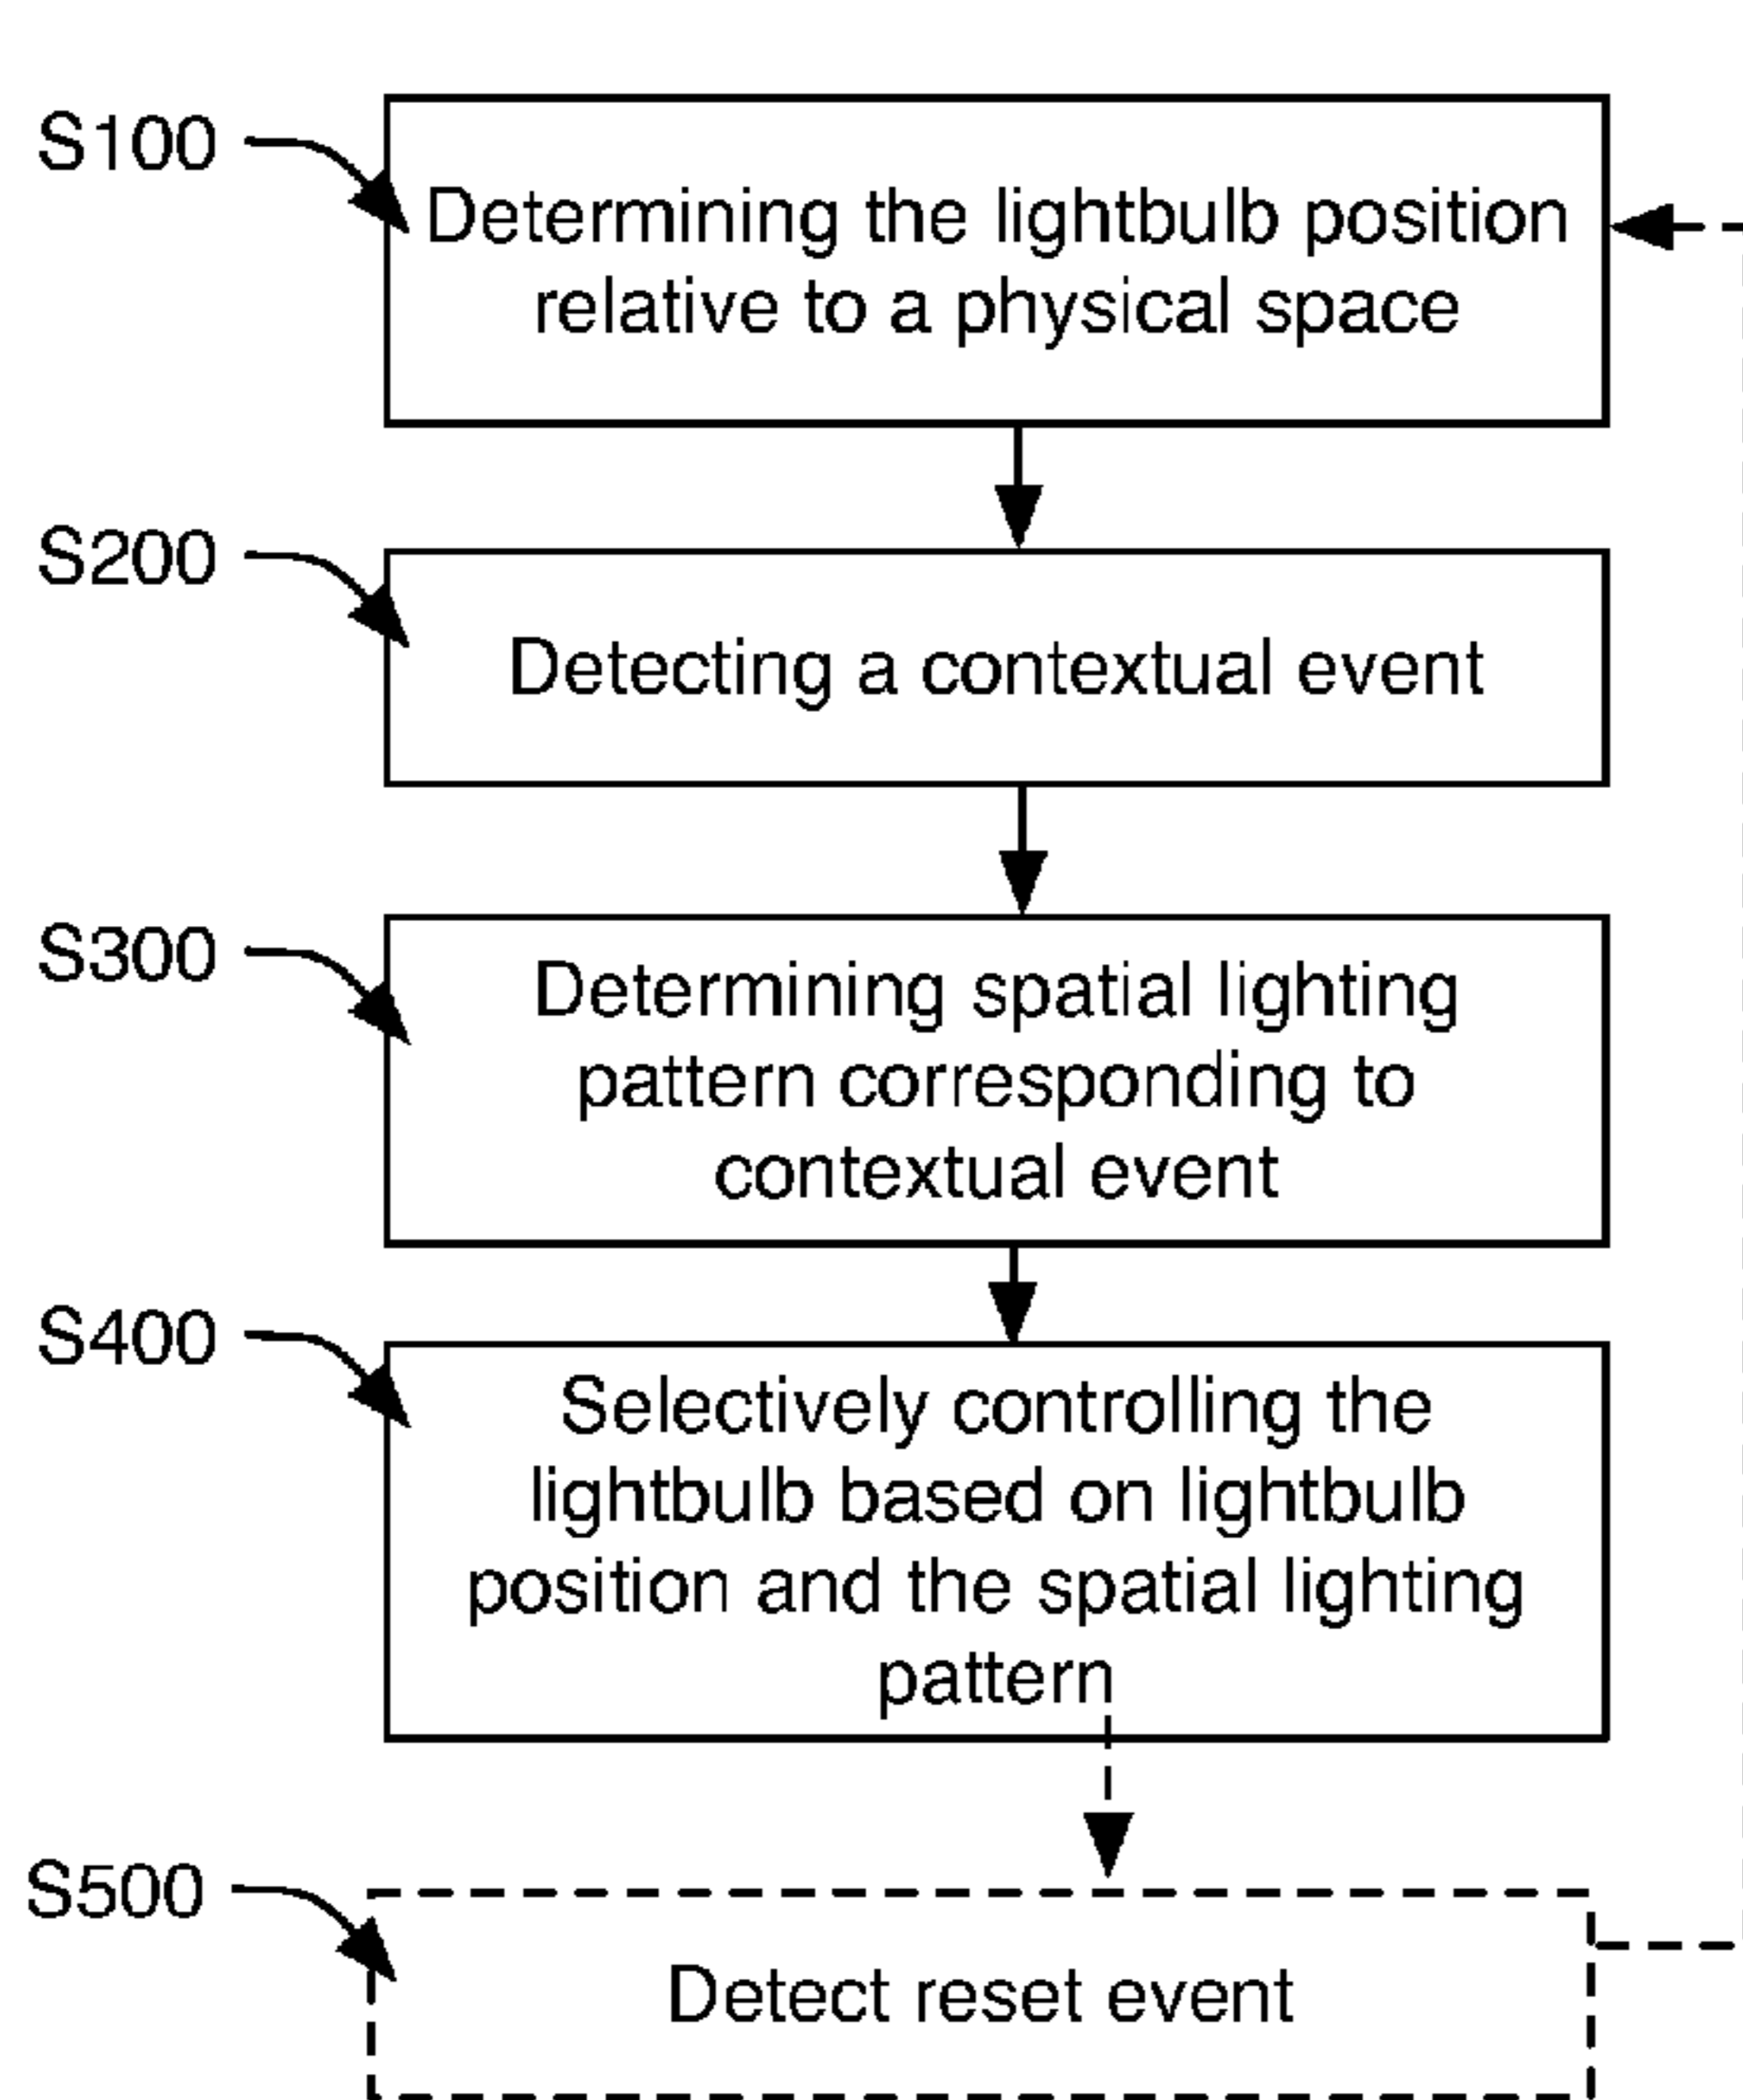 S100
Determining the lightbulb position
relative to a physical space
S200
Detecting a contextual event
S300
Determining spatial lighting
pattern corresponding to
contextual event
S400
Selectively controlling the
lightbulb based on lightbulb
position and the spatial lighting
pattern
S500
Detect reset event